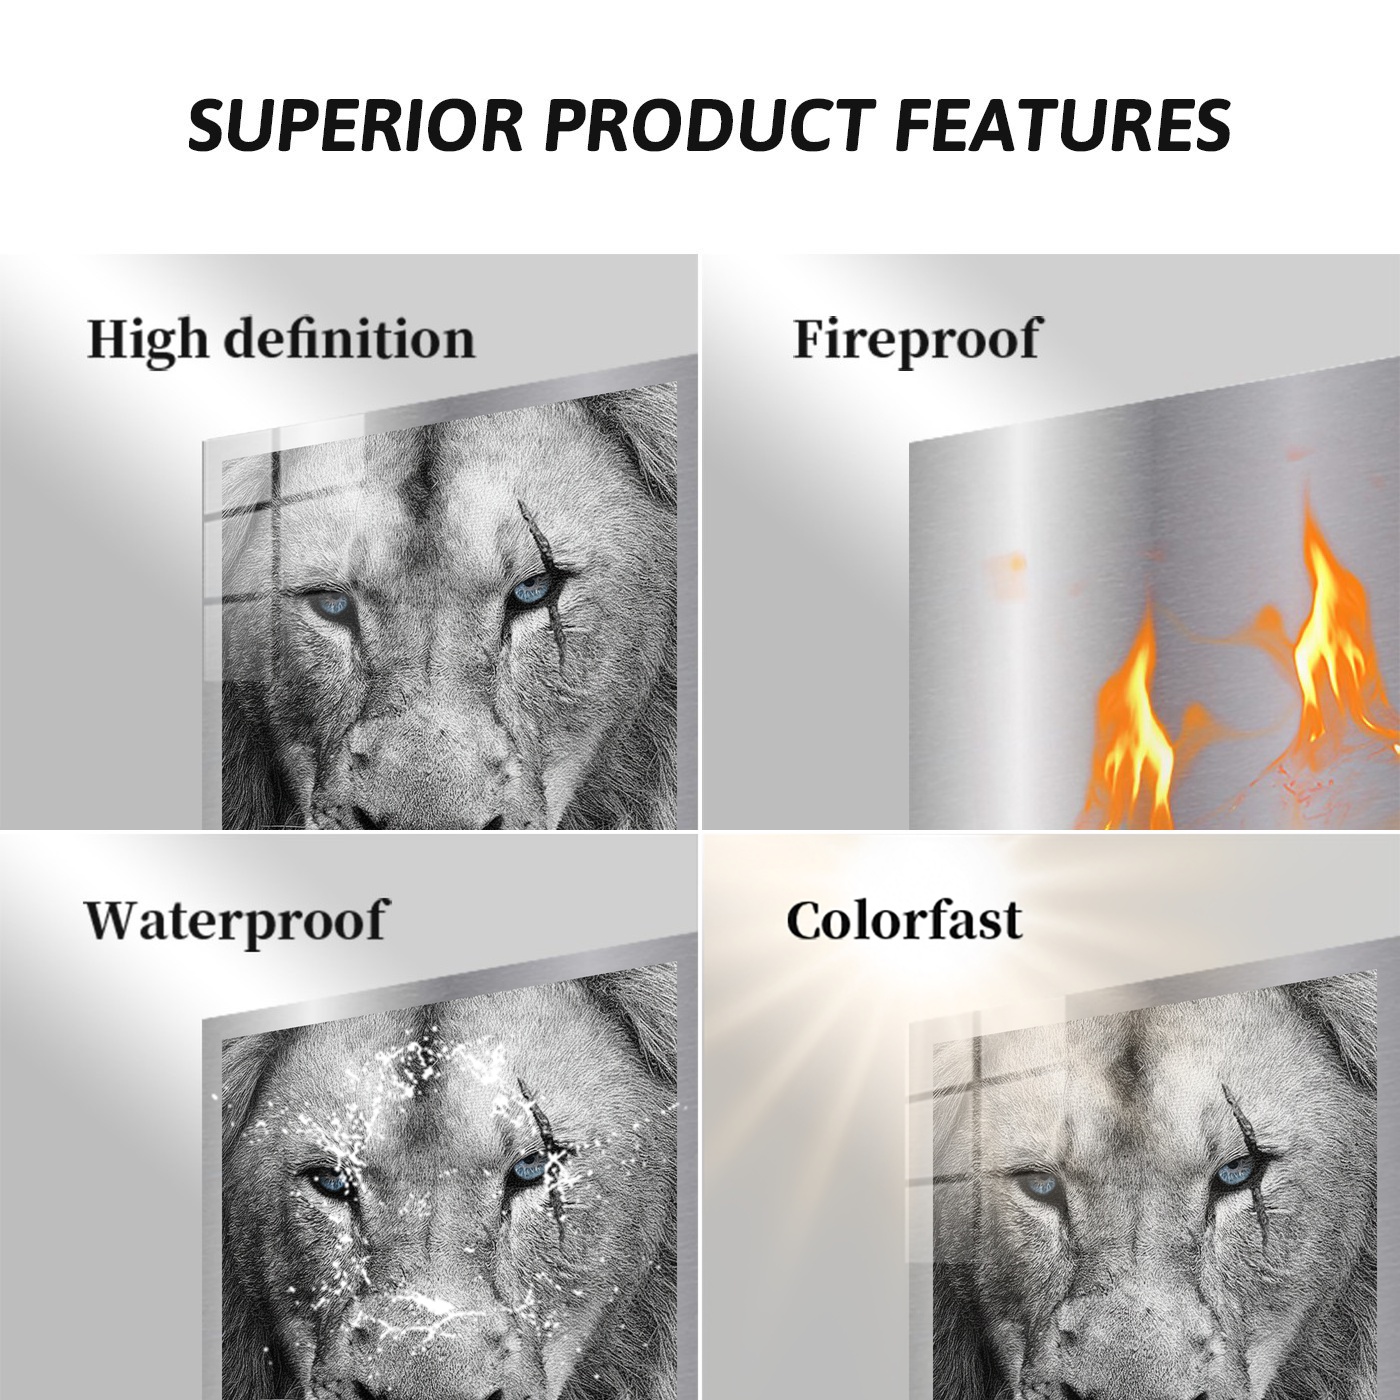 SUPERIOR PRODUCT FEATURES
High definition
Fireproof
Waterproof
Colorfast